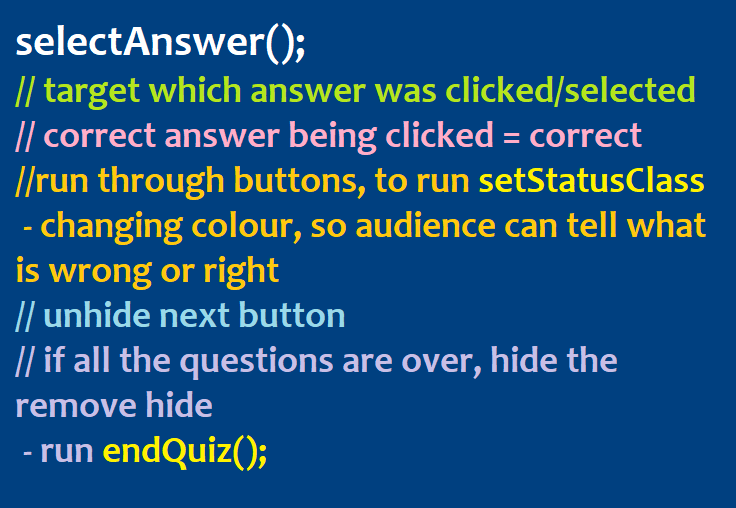 selectAnswer();
// target which answer was clicked/selected
// correct answer being clicked = correct
//run through buttons, to run setStatusClass
- changing colour, so audience can tell what
is wrong or right
// unhide next button
// if all the questions are over, hide the
remove hide
- run endQuiz();